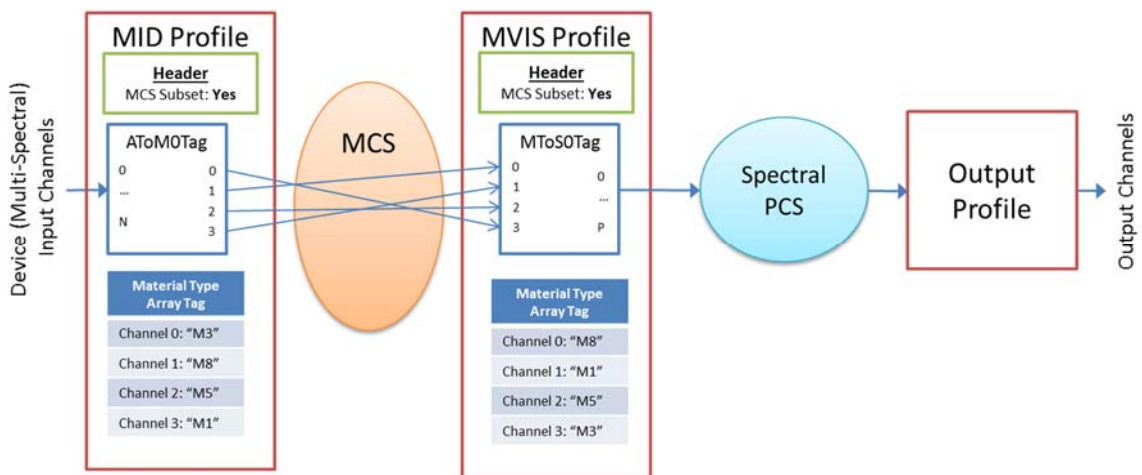 Device (Multi-Spectral)
Input Channels
MID Profile
Header
MCS Subset: Yes
AToM0Tag
0
...
N
0
1
2
3
Material Type
Array Tag
Channel 0: “M3”
Channel 1: “M8”
Channel 2: “M5”
Channel 3: “M1”
MCS
MVIS Profile
Header
MCS Subset: Yes
MToS0Tag
0
1
2
3
0
...
P
Material Type
Array Tag
Channel 0: “M8”
Channel 1: “M1”
Channel 2: “M5”
Channel 3: “M3”
Spectral
PCS
Output
Profile
Output Channels